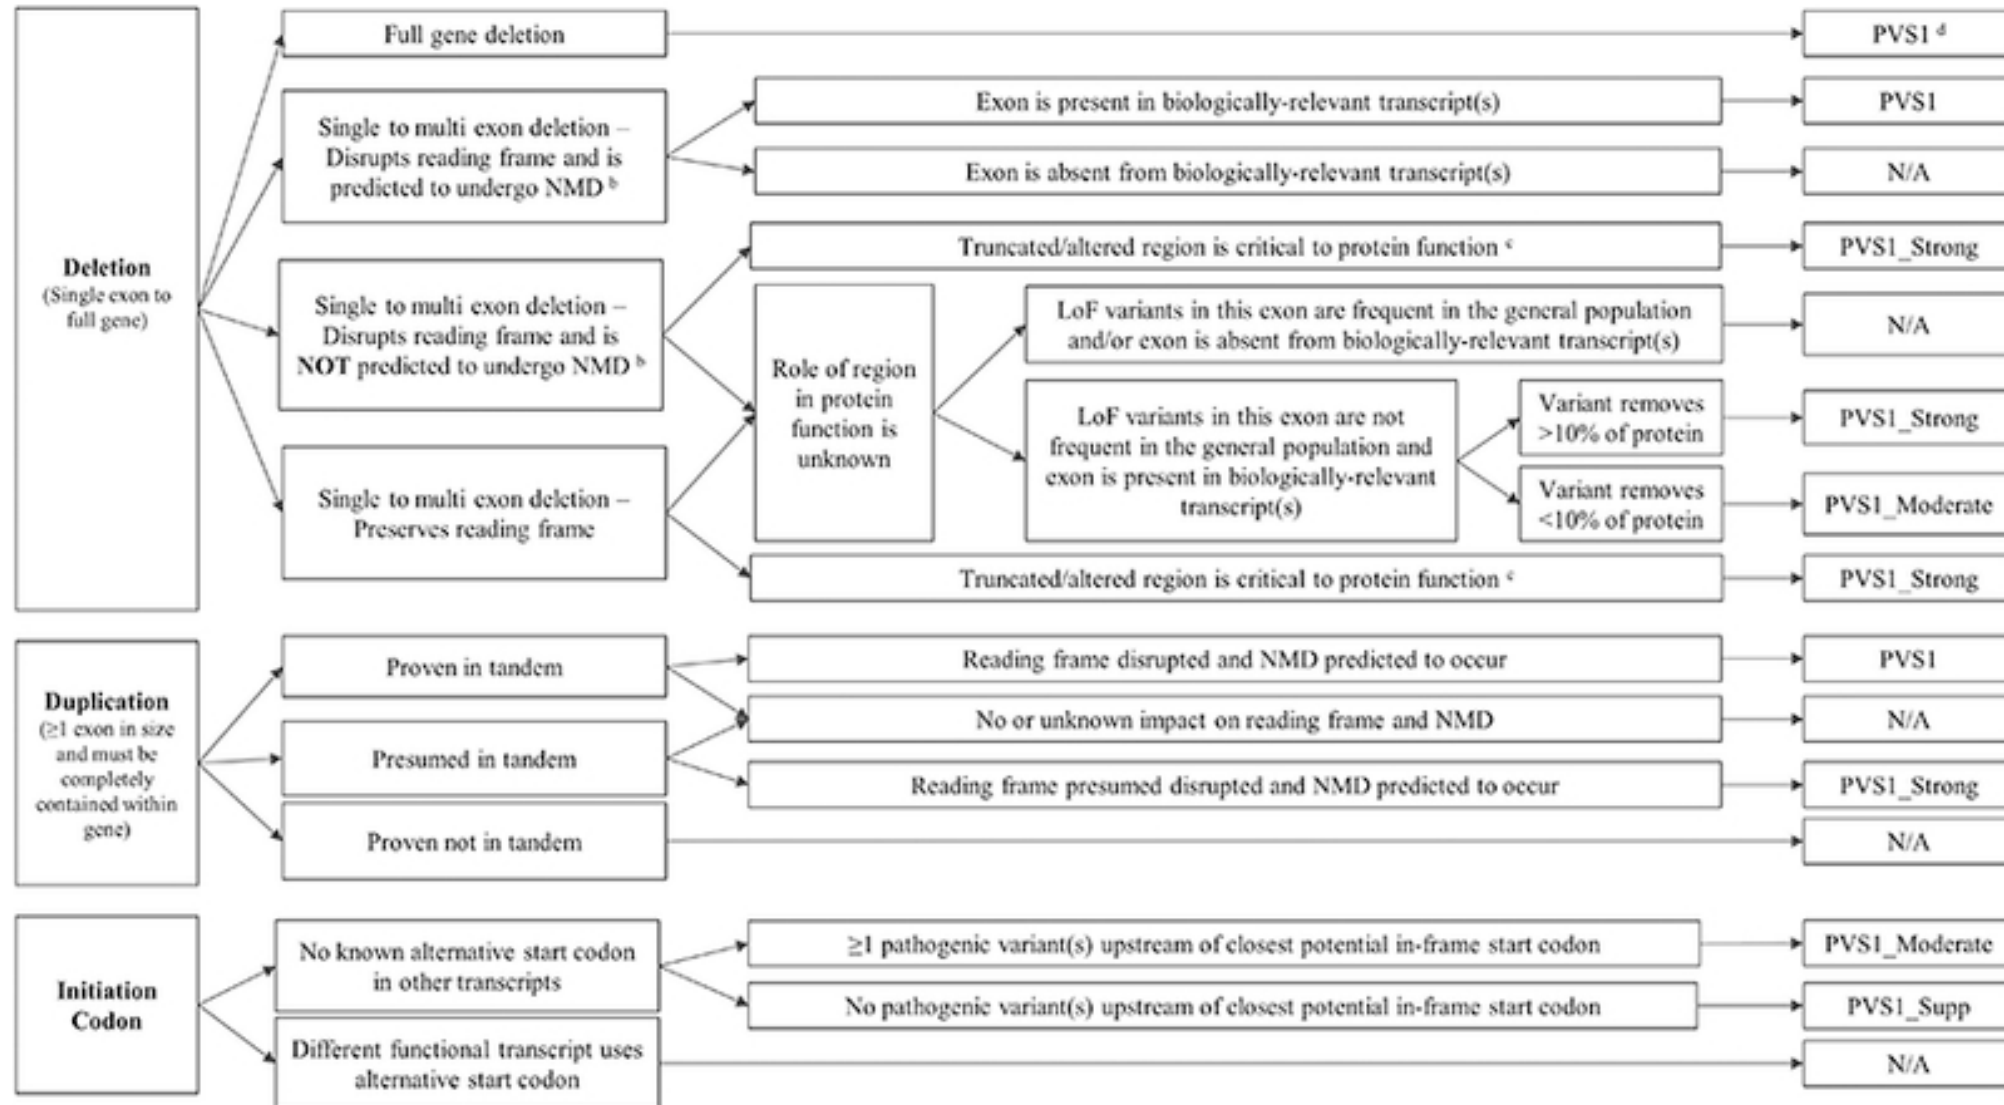 Full gene deletion
PVS1 d
Deletion
(Single exon to
full gene)
Single to multi exon deletion –
Disrupts reading frame and is
predicted to undergo NMD b
Exon is present in biologically-relevant transcript(s)
PVS1
Exon is absent from biologically-relevant transcript(s)
N/A
Single to multi exon deletion –
Disrupts reading frame and is
NOT predicted to undergo NMD b
Truncated/altered region is critical to protein function c
PVS1_Strong
Role of region
in protein
function is
unknown
LoF variants in this exon are frequent in the general population
and/or exon is absent from biologically-relevant transcript(s)
N/A
LoF variants in this exon are not
frequent in the general population and
exon is present in biologically-relevant
transcript(s)
Variant removes
>10% of protein
PVS1_Strong
Variant removes
<10% of protein
PVS1_Moderate
Single to multi exon deletion –
Preserves reading frame
Truncated/altered region is critical to protein function c
PVS1_Strong
Duplication
(≥1 exon in size
and must be
completely
contained within
gene)
Proven in tandem
Reading frame disrupted and NMD predicted to occur
PVS1
No or unknown impact on reading frame and NMD
N/A
Presumed in tandem
Reading frame presumed disrupted and NMD predicted to occur
PVS1_Strong
Proven not in tandem
N/A
Initiation
Codon
No known alternative start codon
in other transcripts
≥1 pathogenic variant(s) upstream of closest potential in-frame start codon
PVS1_Moderate
No pathogenic variant(s) upstream of closest potential in-frame start codon
PVS1_Supp
Different functional transcript uses
alternative start codon
N/A